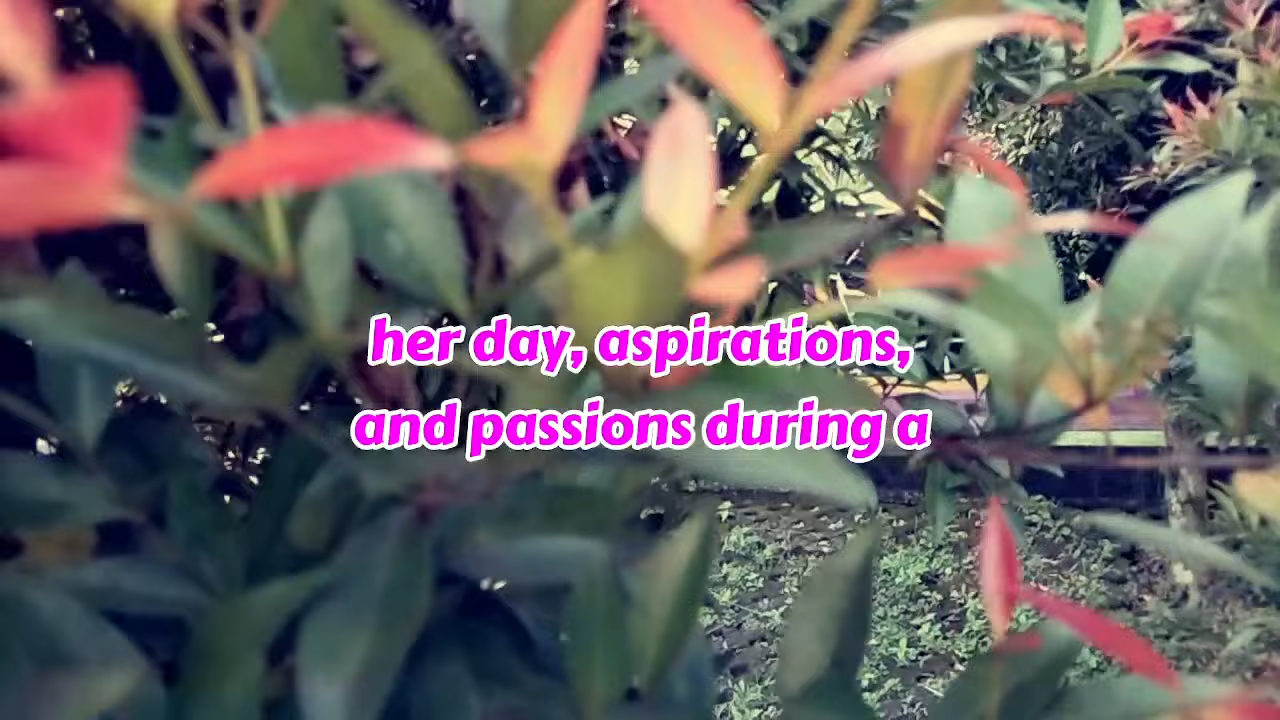 her day, aspirations,
and passions during a